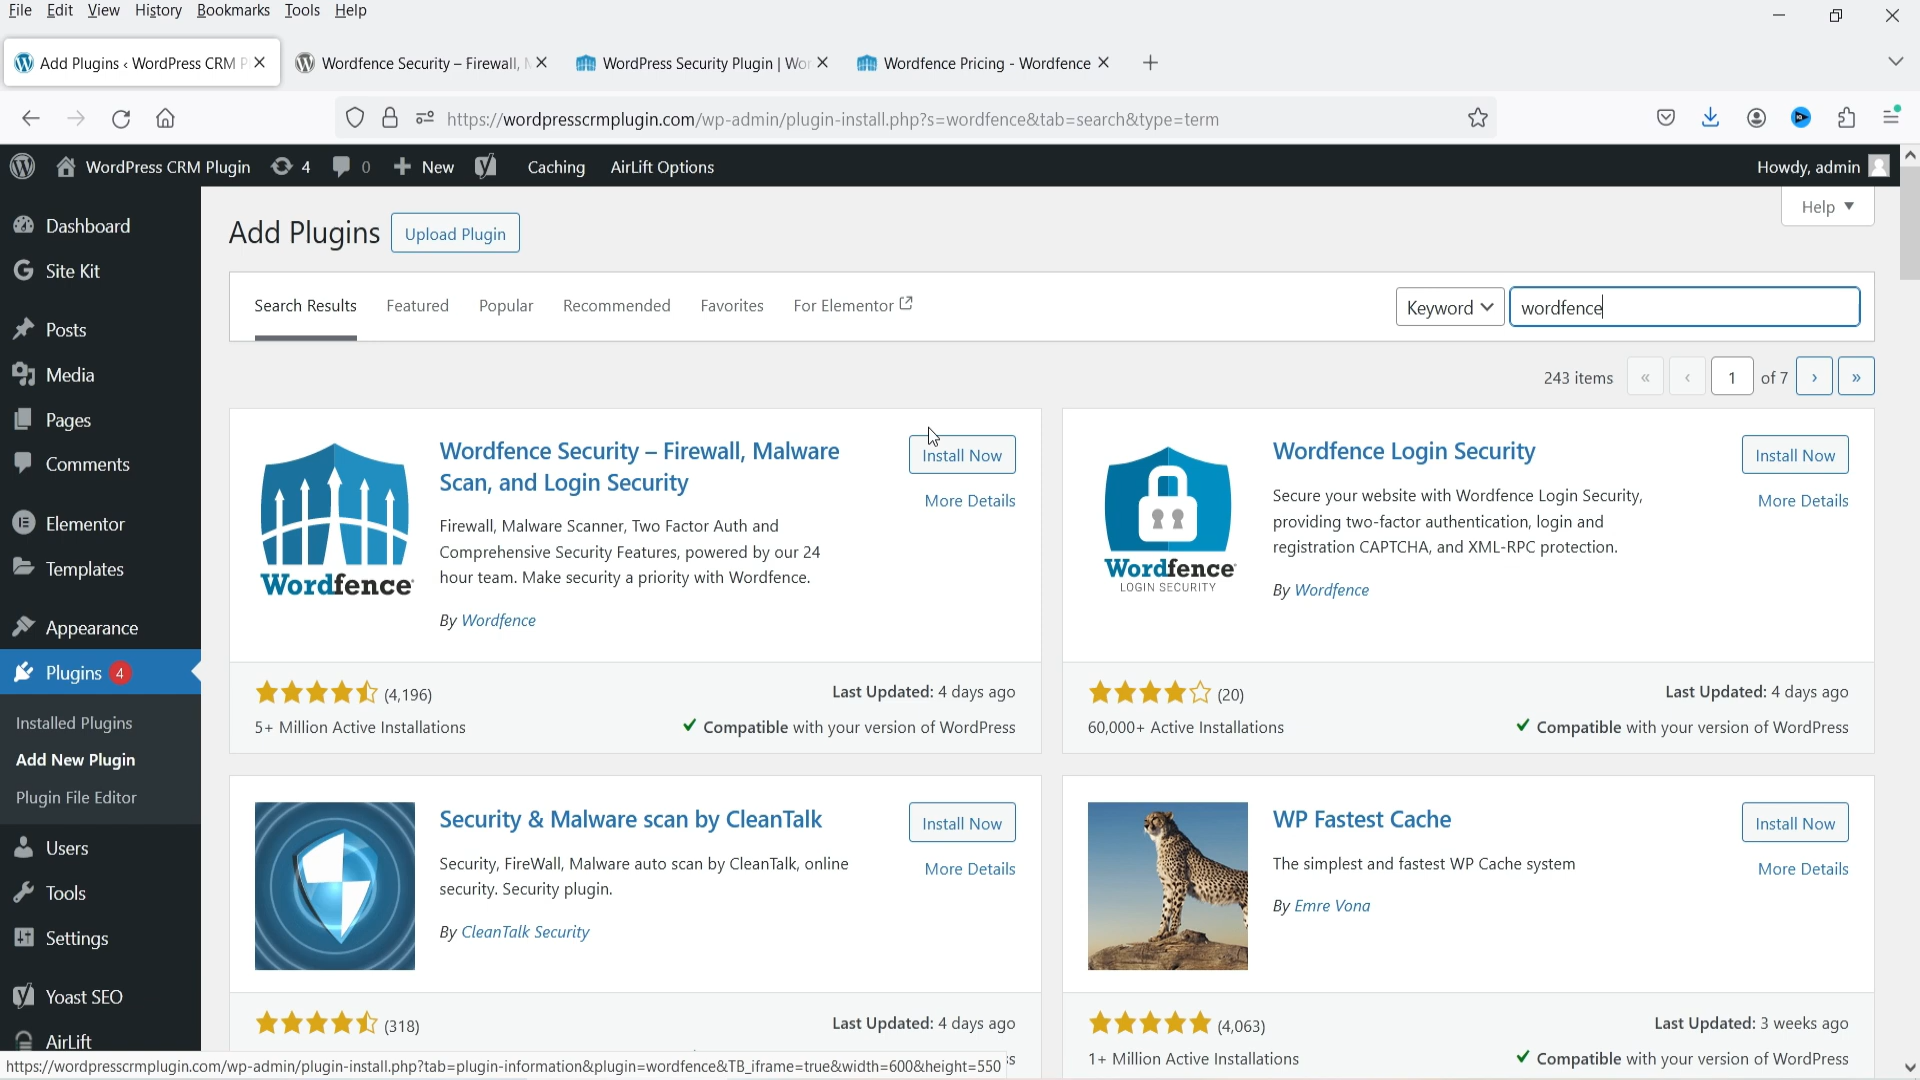 File Edit View History Bookmarks Tools Help
Add Plugins ‹ WordPress CRM P
Wordfence Security – Firewall,
WordPress Security Plugin | Wor
Wordfence Pricing - Wordfence
https://wordpresscrmplugin.com/wp-admin/plugin-install.php?s=wordfence&tab=search&type=term
WordPress CRM Plugin 4 0 New Caching AirLift Options Howdy, admin
Dashboard
Site Kit
Posts
Media
Pages
Comments
Elementor
Templates
Appearance
Plugins 4
Installed Plugins
Add New Plugin
Plugin File Editor
Users
Tools
Settings
Yoast SEO
AirLift
Help
Add Plugins Upload Plugin
Search Results Featured Popular Recommended Favorites For Elementor Keyword wordfence
243 items « ‹ 1 of 7 › »
Wordfence Security – Firewall, Malware
Scan, and Login Security
Install Now
More Details
Firewall, Malware Scanner, Two Factor Auth and
Comprehensive Security Features, powered by our 24
hour team. Make security a priority with Wordfence.
By Wordfence
Wordfence
(4,196)
Last Updated: 4 days ago
5+ Million Active Installations
Compatible with your version of WordPress
Wordfence Login Security
Install Now
More Details
Secure your website with Wordfence Login Security,
providing two-factor authentication, login and
registration CAPTCHA, and XML-RPC protection.
By Wordfence
Wordfence
LOGIN SECURITY
(20)
Last Updated: 4 days ago
60,000+ Active Installations
Compatible with your version of WordPress
Security & Malware scan by CleanTalk
Install Now
More Details
Security, FireWall, Malware auto scan by CleanTalk, online
security. Security plugin.
By CleanTalk Security
(318)
Last Updated: 4 days ago
WP Fastest Cache
Install Now
More Details
The simplest and fastest WP Cache system
By Emre Vona
(4,063)
Last Updated: 3 weeks ago
1+ Million Active Installations
Compatible with your version of WordPress
https://wordpresscrmplugin.com/wp-admin/plugin-install.php?tab=plugin-information&plugin=wordfence&TB_iframe=true&width=600&height=550